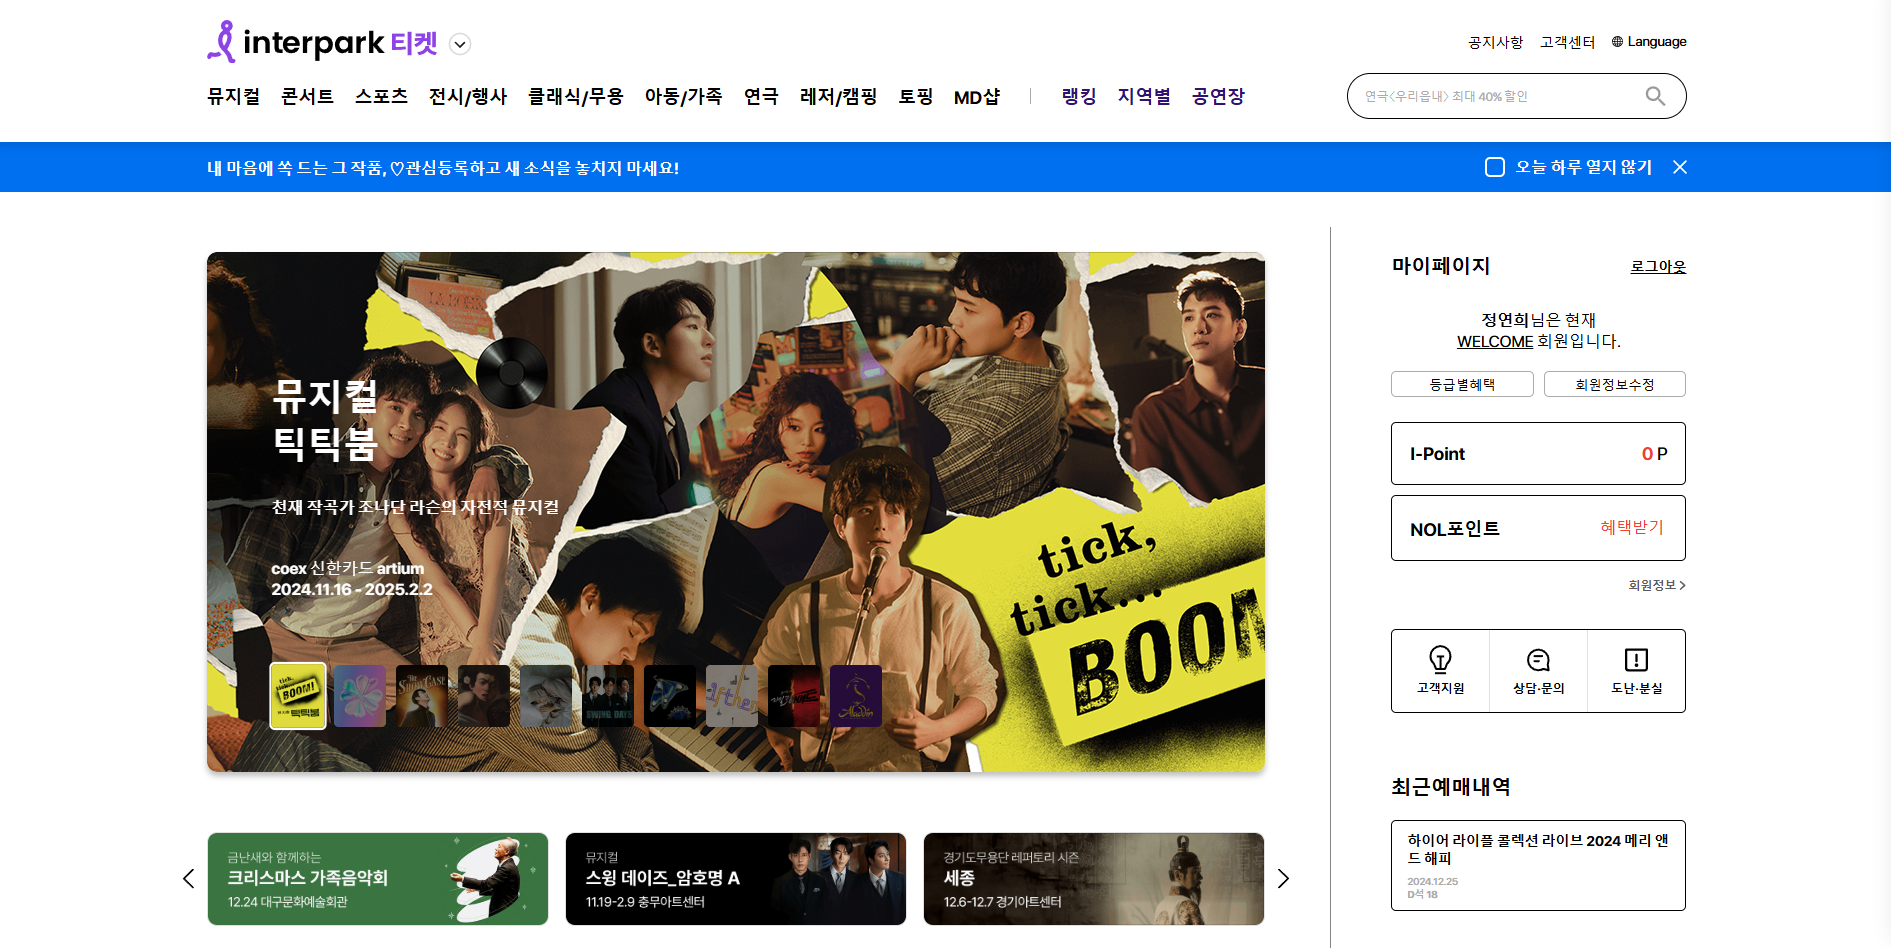 interpark 티켓
공지사항 고객센터 Language
뮤지컬 콘서트 스포츠 전시/행사 클래식/무용 아동/가족 연극 레저/캠핑 토핑 MD샵 랭킹 지역별 공연장
연극<우리읍내> 최대 40% 할인
내 마음에 쏙 드는 그 작품, ♡관심등록하고 새 소식을 놓치지 마세요!
오늘 하루 열지 않기
뮤지컬
틱틱붐
천재 작곡가 조나단 라슨의 자전적 뮤지컬
coex 신한카드 artium
2024.11.16 - 2025.2.2
tick,
tick...
BOOM
tick,
tick...
BOOM!
틱틱붐
THE SHOWCASE
SWING DAYS
After
Aladdin
금난새와 함께하는
크리스마스 가족음악회
12.24 대구문화예술회관
뮤지컬
스윙 데이즈_암호명 A
11.19-2.9 충무아트센터
경기도무용단 레퍼토리 시즌
세종
12.6-12.7 경기아트센터
마이페이지
로그아웃
정연희님은 현재
WELCOME 회원입니다.
등급별혜택 회원정보수정
I-Point 0 P
NOL포인트 혜택받기
회원정보 >
고객지원 상담·문의 도난·분실
최근예매내역
하이어 라이플 콜렉션 라이브 2024 메리 앤
드 해피
2024.12.25
D석 18